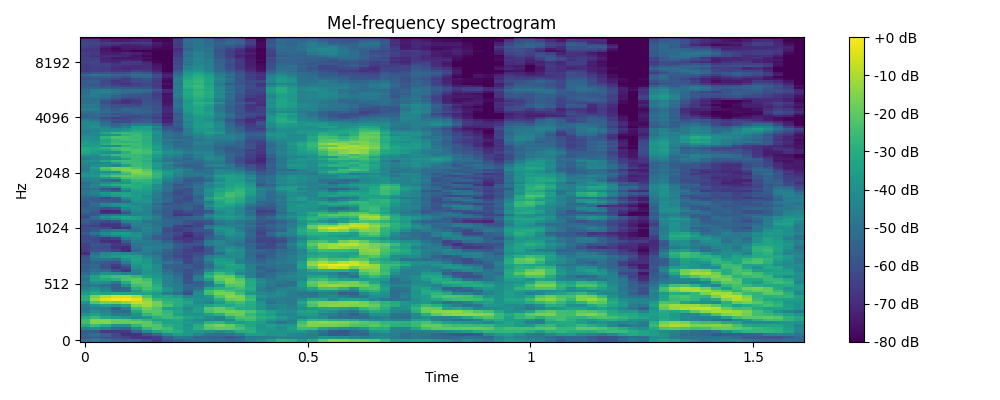 Mel-frequency spectrogram
8192
4096
2048
1024
512
0
Hz
0
0.5
1
1.5
Time
+0 dB
-10 dB
-20 dB
-30 dB
-40 dB
-50 dB
-60 dB
-70 dB
-80 dB